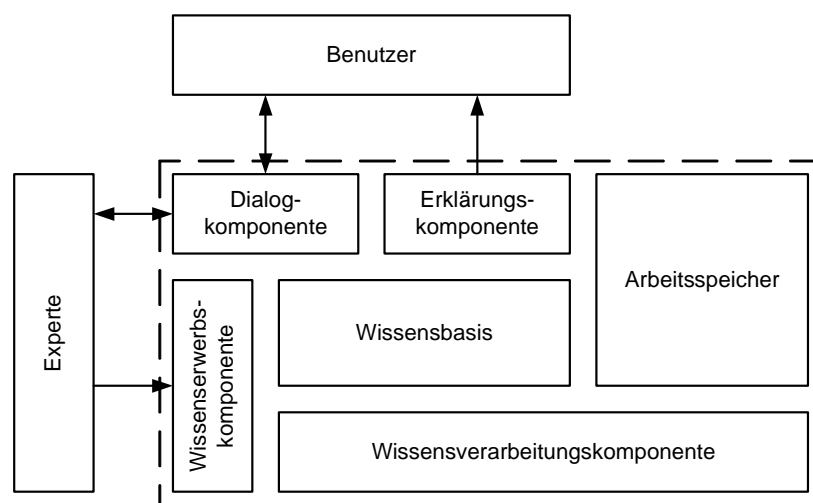 Benutzer
Dialog-
komponente
Erklärungs-
komponente
Arbeitsspeicher
Experte
Wissenserwerbs-
komponente
Wissensbasis
Wissensverarbeitungskomponente